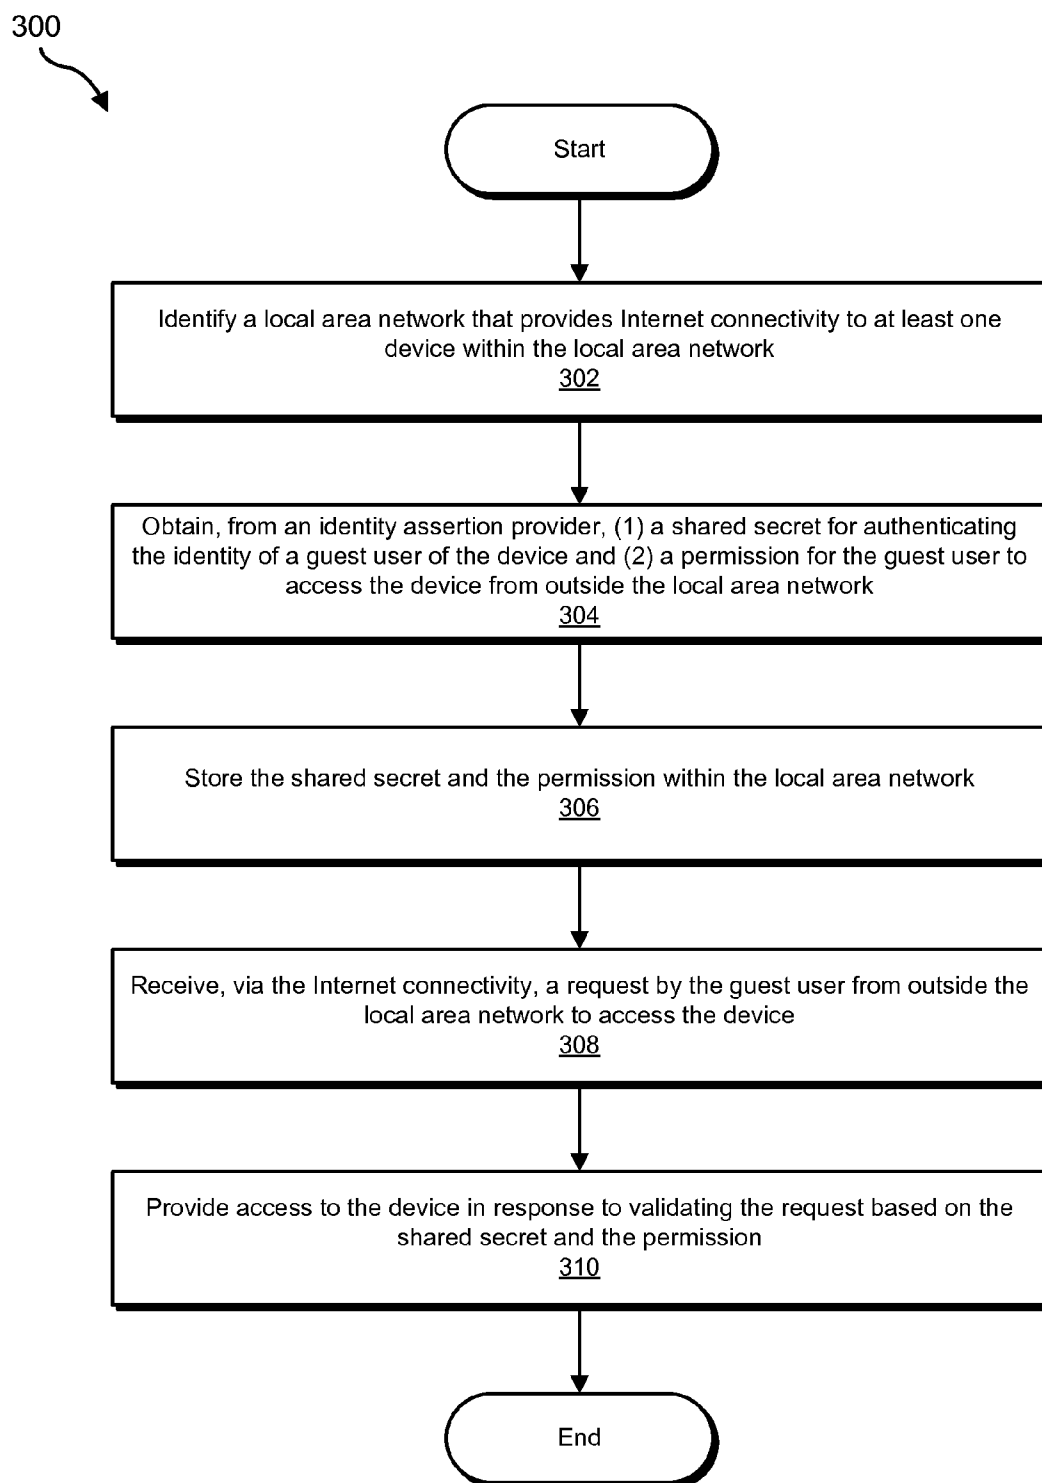 300
Start
Identify a local area network that provides Internet connectivity to at least one
device within the local area network
302
Obtain, from an identity assertion provider, (1) a shared secret for authenticating
the identity of a guest user of the device and (2) a permission for the guest user to
access the device from outside the local area network
304
Store the shared secret and the permission within the local area network
306
Receive, via the Internet connectivity, a request by the guest user from outside the
local area network to access the device
308
Provide access to the device in response to validating the request based on the
shared secret and the permission
310
End